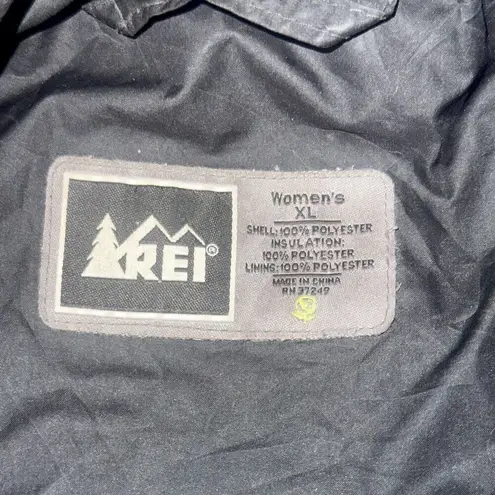 REI®
Women's
XL
SHELL: 100% POLYESTER
INSULATION:
100% POLYESTER
LINING: 100% POLYESTER
MADE IN CHINA
RN 37249